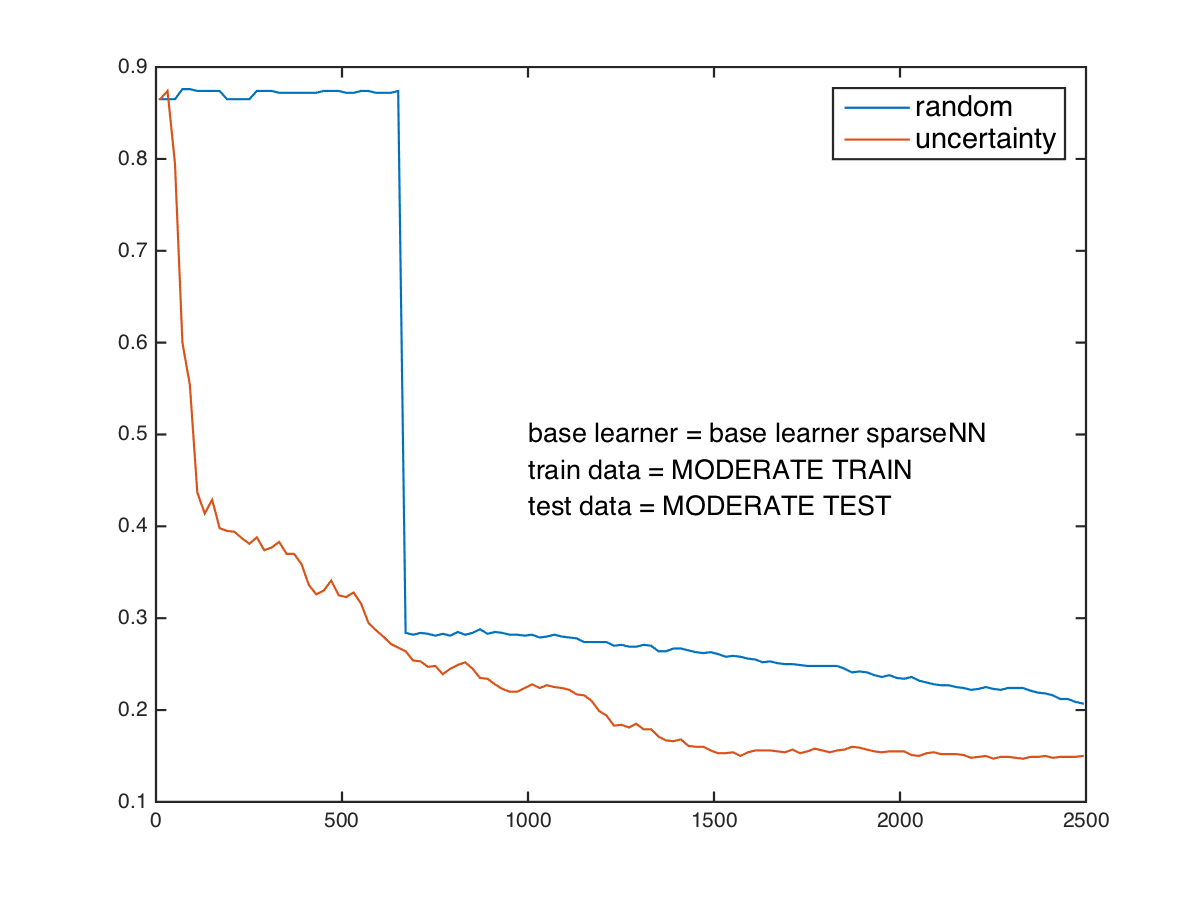 0.9
0.8
0.7
0.6
0.5
0.4
0.3
0.2
0.1
0 500 1000 1500 2000 2500
random
uncertainty
base learner = base learner sparseNN
train data = MODERATE TRAIN
test data = MODERATE TEST